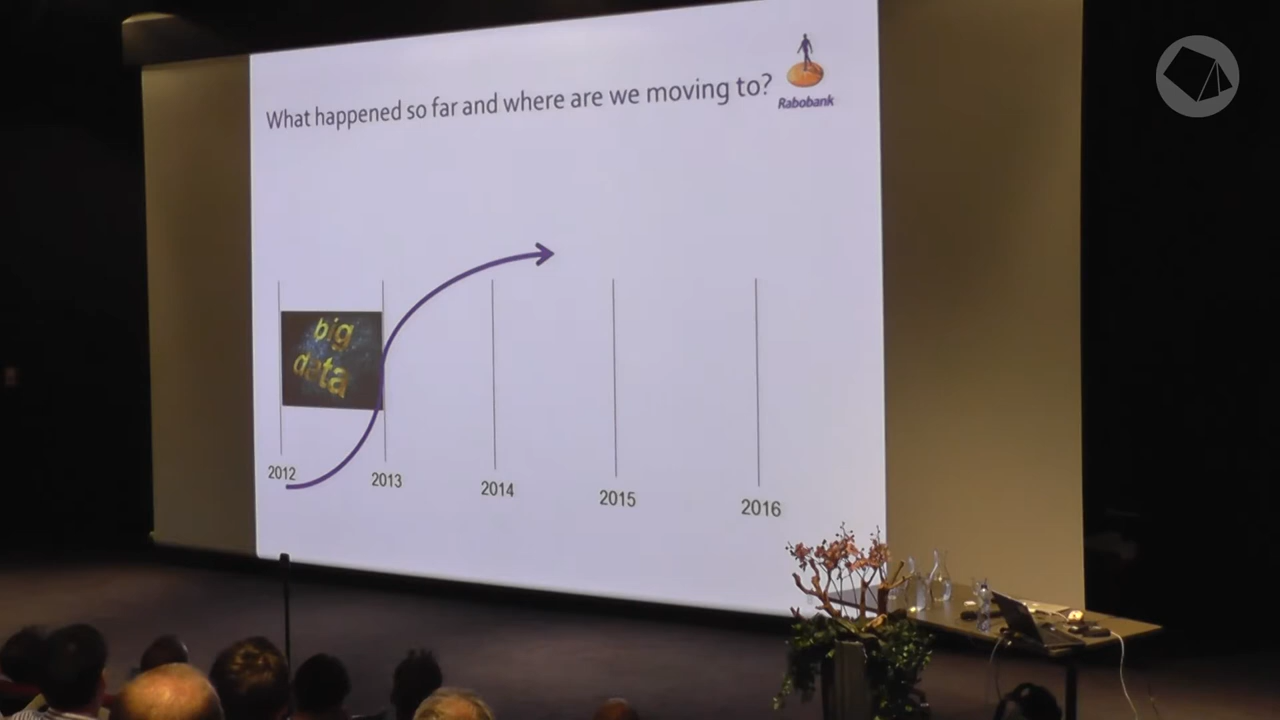 What happened so far and where are we moving to?
Rabobank
big
data
2012
2013
2014
2015
2016